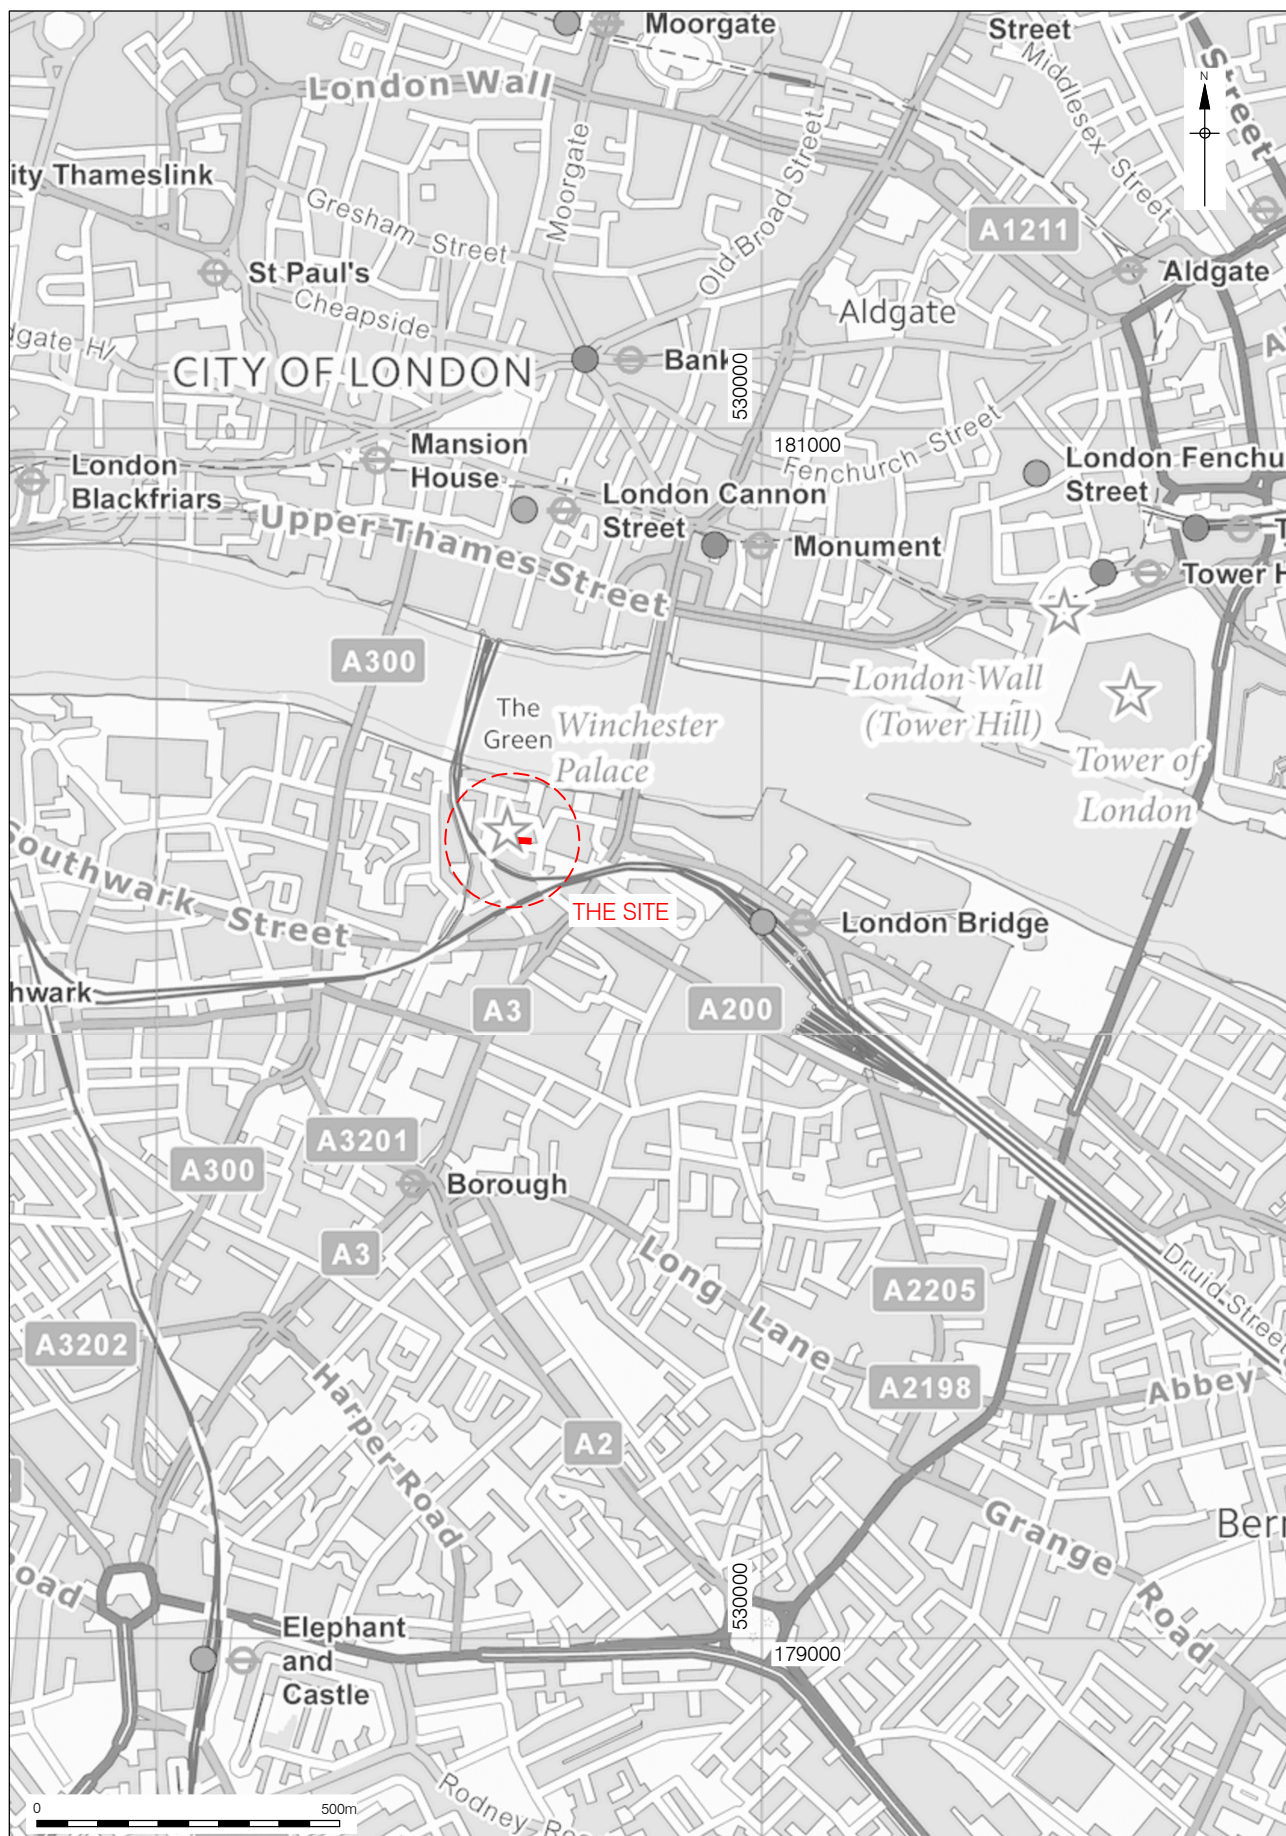 Moorgate
Street
N
Street
London Wall
Middlesex Street
Moorgate
ity Thameslink
Gresham Street
Old Broad Street
A1211
St Paul's
Aldgate
Cheapside
Aldgate
dgate H
CITY OF LONDON
Bank
530000
181000
Mansion
House
Fenchurch Street
London
Blackfriars
London Fenchu
Street
London Cannon
Street
Upper Thames Street
Monument
Tower H
A300
London Wall
(Tower Hill)
The
Green
Winchester
Palace
Tower of
London
Southwark Street
THE SITE
London Bridge
hwark
A3
A200
A3201
A300
Borough
A3
Long Lane
A2205
Druid Street
A3202
A2198
Abbey
Harper Road
A2
Grange Road
Berr
oad
530000
Elephant
and
Castle
179000
0
500m
Rodney Ro